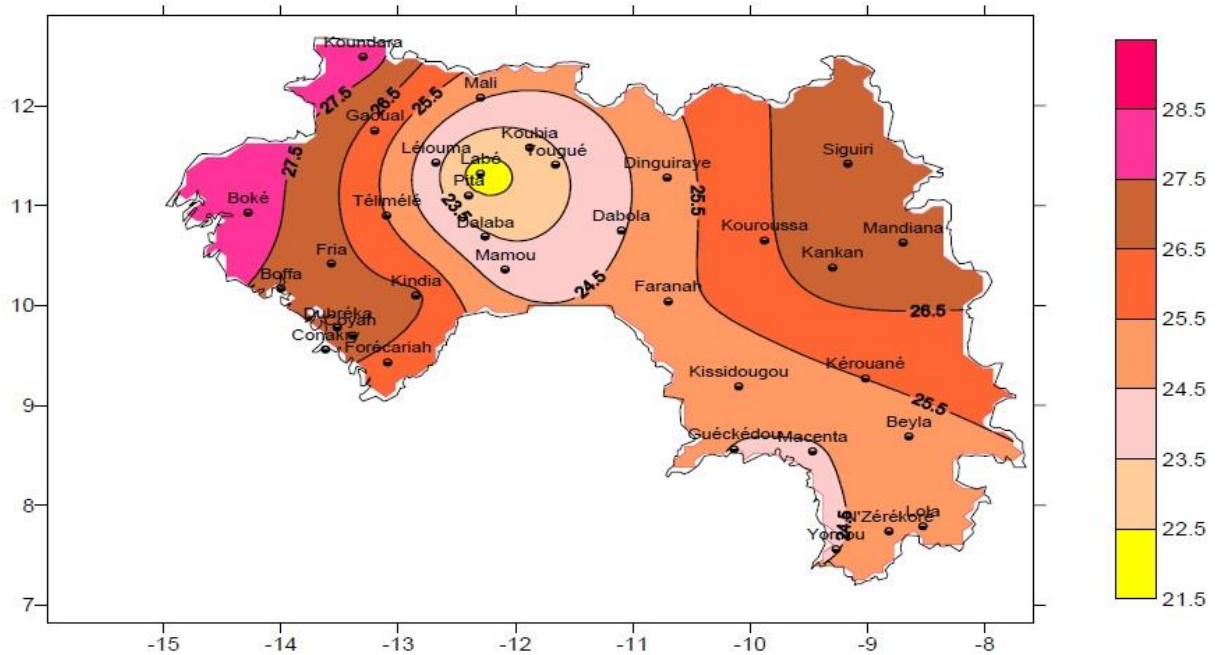 Koundara
27.5
26.5
25.5
Mali
12
Gaoual
Koubia
28.5
Lélouma
Tougué
Siguiri
Labé
Dinguiraye
27.5
Pita
27.5
11
Boké
Télimélé
23.5
Dalaba
Dabola
25.5
Kouroussa
Mandiana
26.5
Fria
Mamou
Kankan
Boffa
Kindia
24.5
Faranah
10
26.5
25.5
Dubréka
Coyah
Conakry
Forécariah
Kissidougou
Kérouané
24.5
9
25.5
Guéckédou
Macenta
Beyla
23.5
8
N'Zérékoré
Lola
24.5
Yomou
22.5
7
21.5
-15
-14
-13
-12
-11
-10
-9
-8